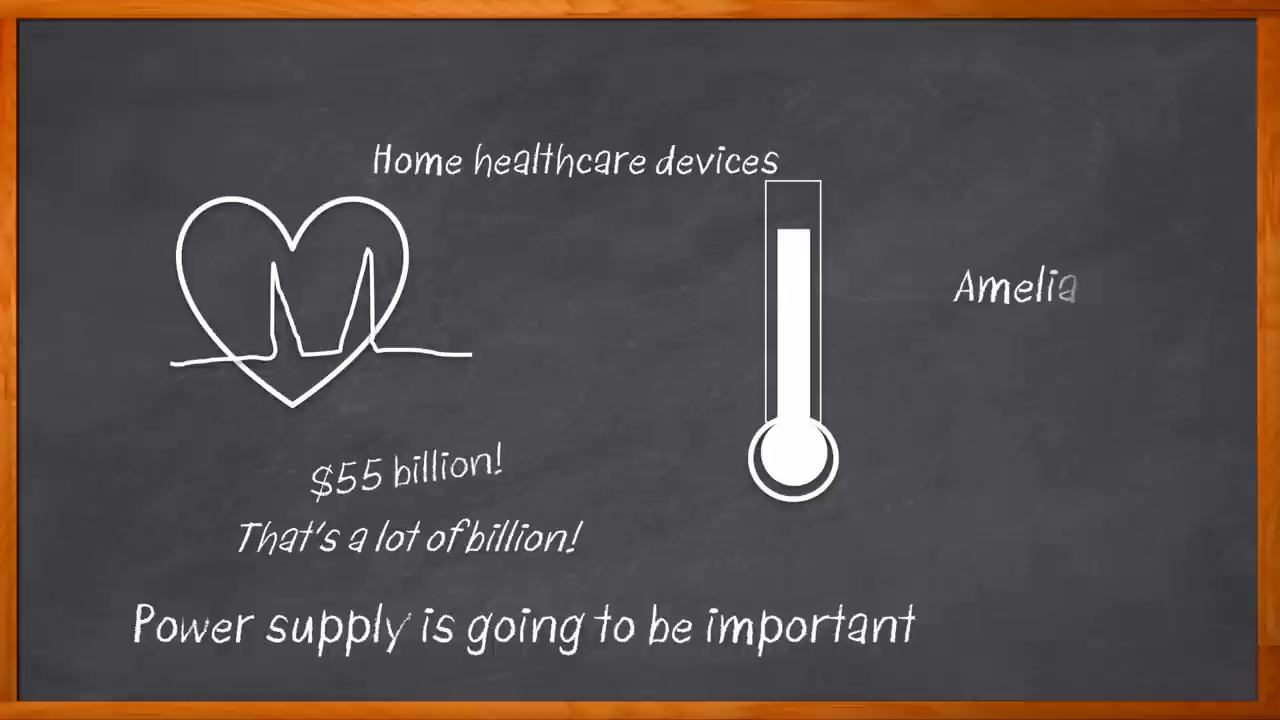 Home healthcare devices
Amelia
$55 billion!
That's a lot of billion!
Power supply is going to be important